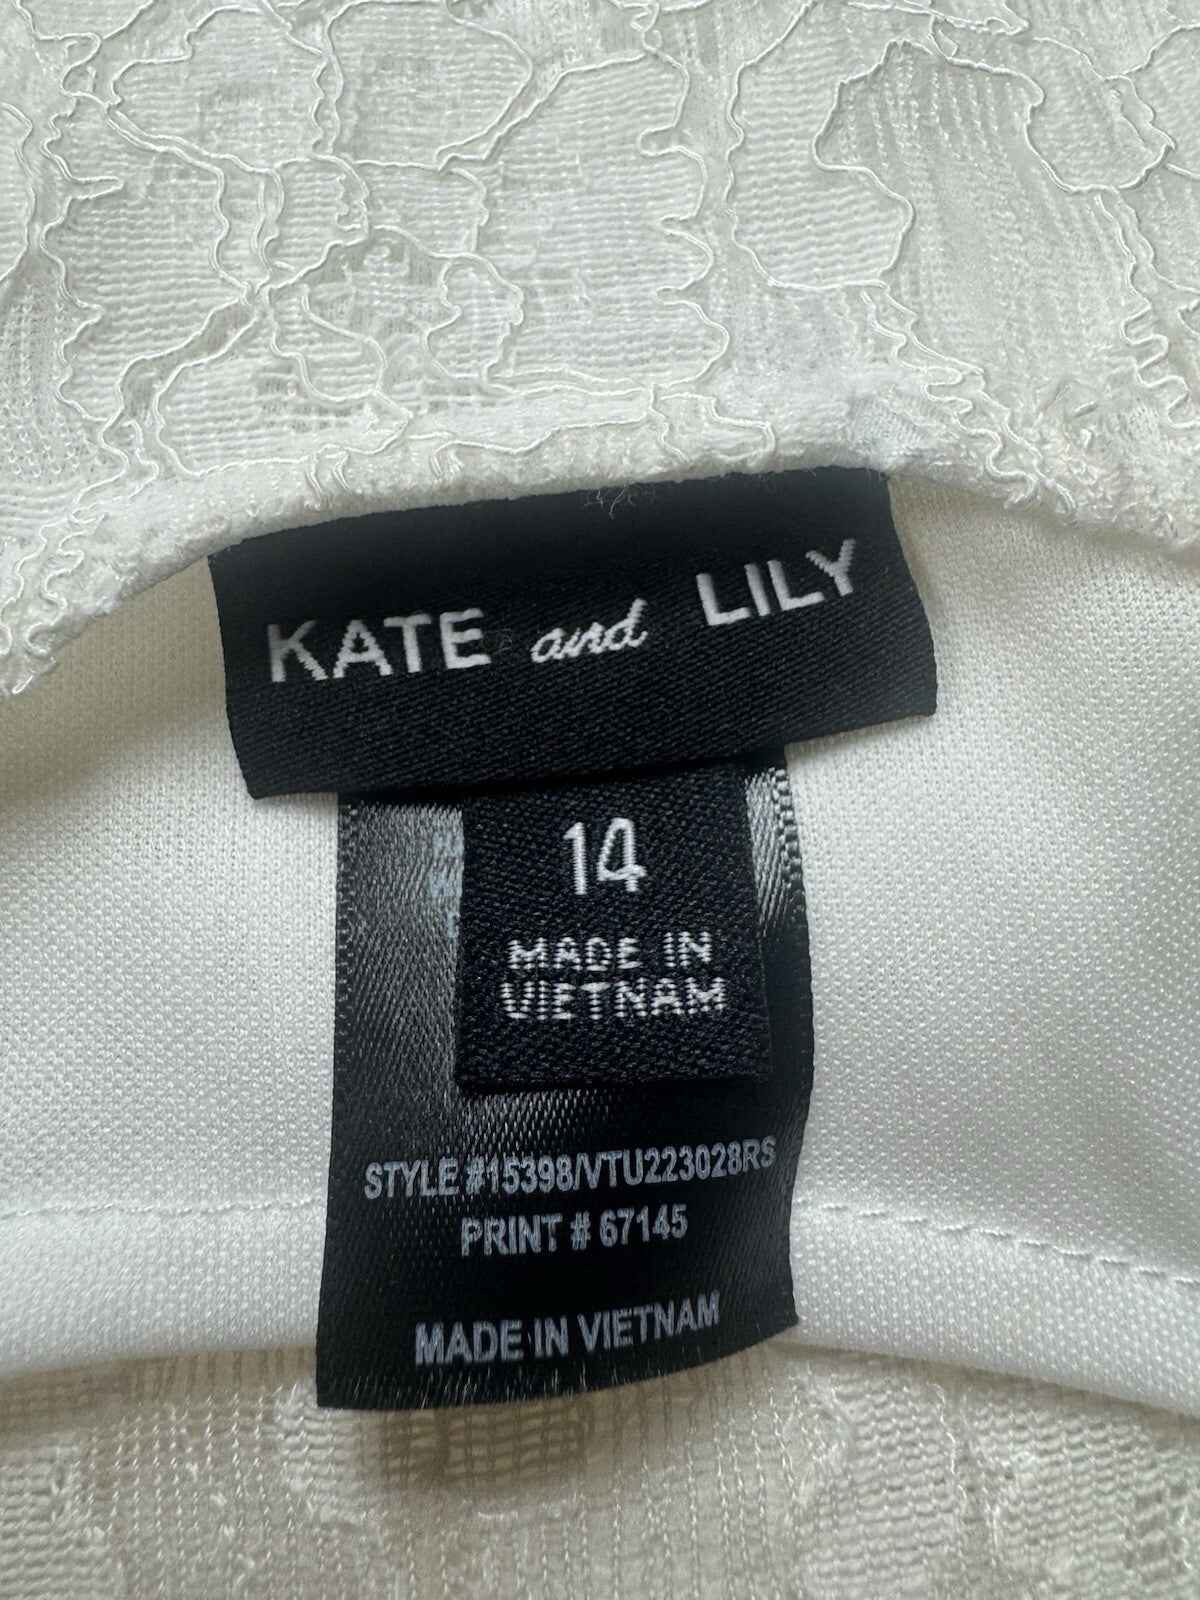 KATE and LILY
14
MADE IN
VIETNAM
STYLE #15398/VTU223028RS
PRINT # 67145
MADE IN VIETNAM